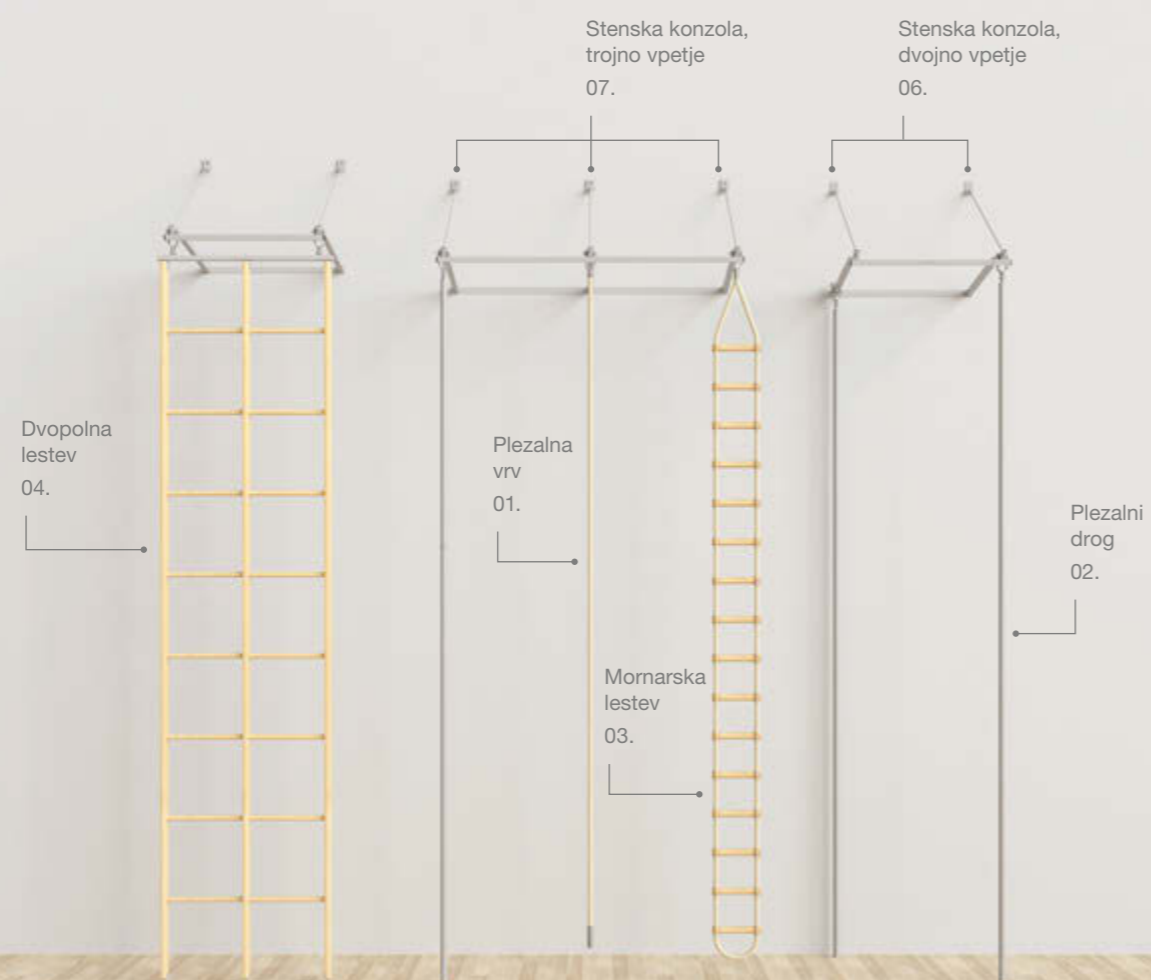 Stenska konzola,
trojno vpetje
07.
Stenska konzola,
dvojno vpetje
06.
Dvopolna
lestev
04.
Plezalna
vrv
01.
Plezalni
drog
02.
Mornarska
lestev
03.